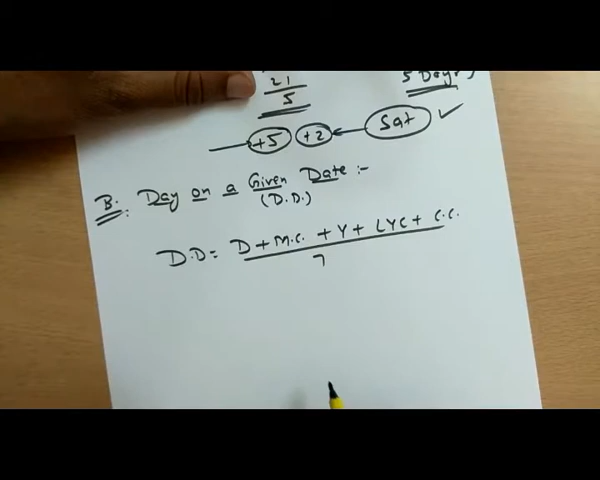 21
5 Days
5
+5 +2 Sat
B. Day on a Given Date :-
(D.D.)
D.D = D + M.C. + Y + LYC + C.C.
7